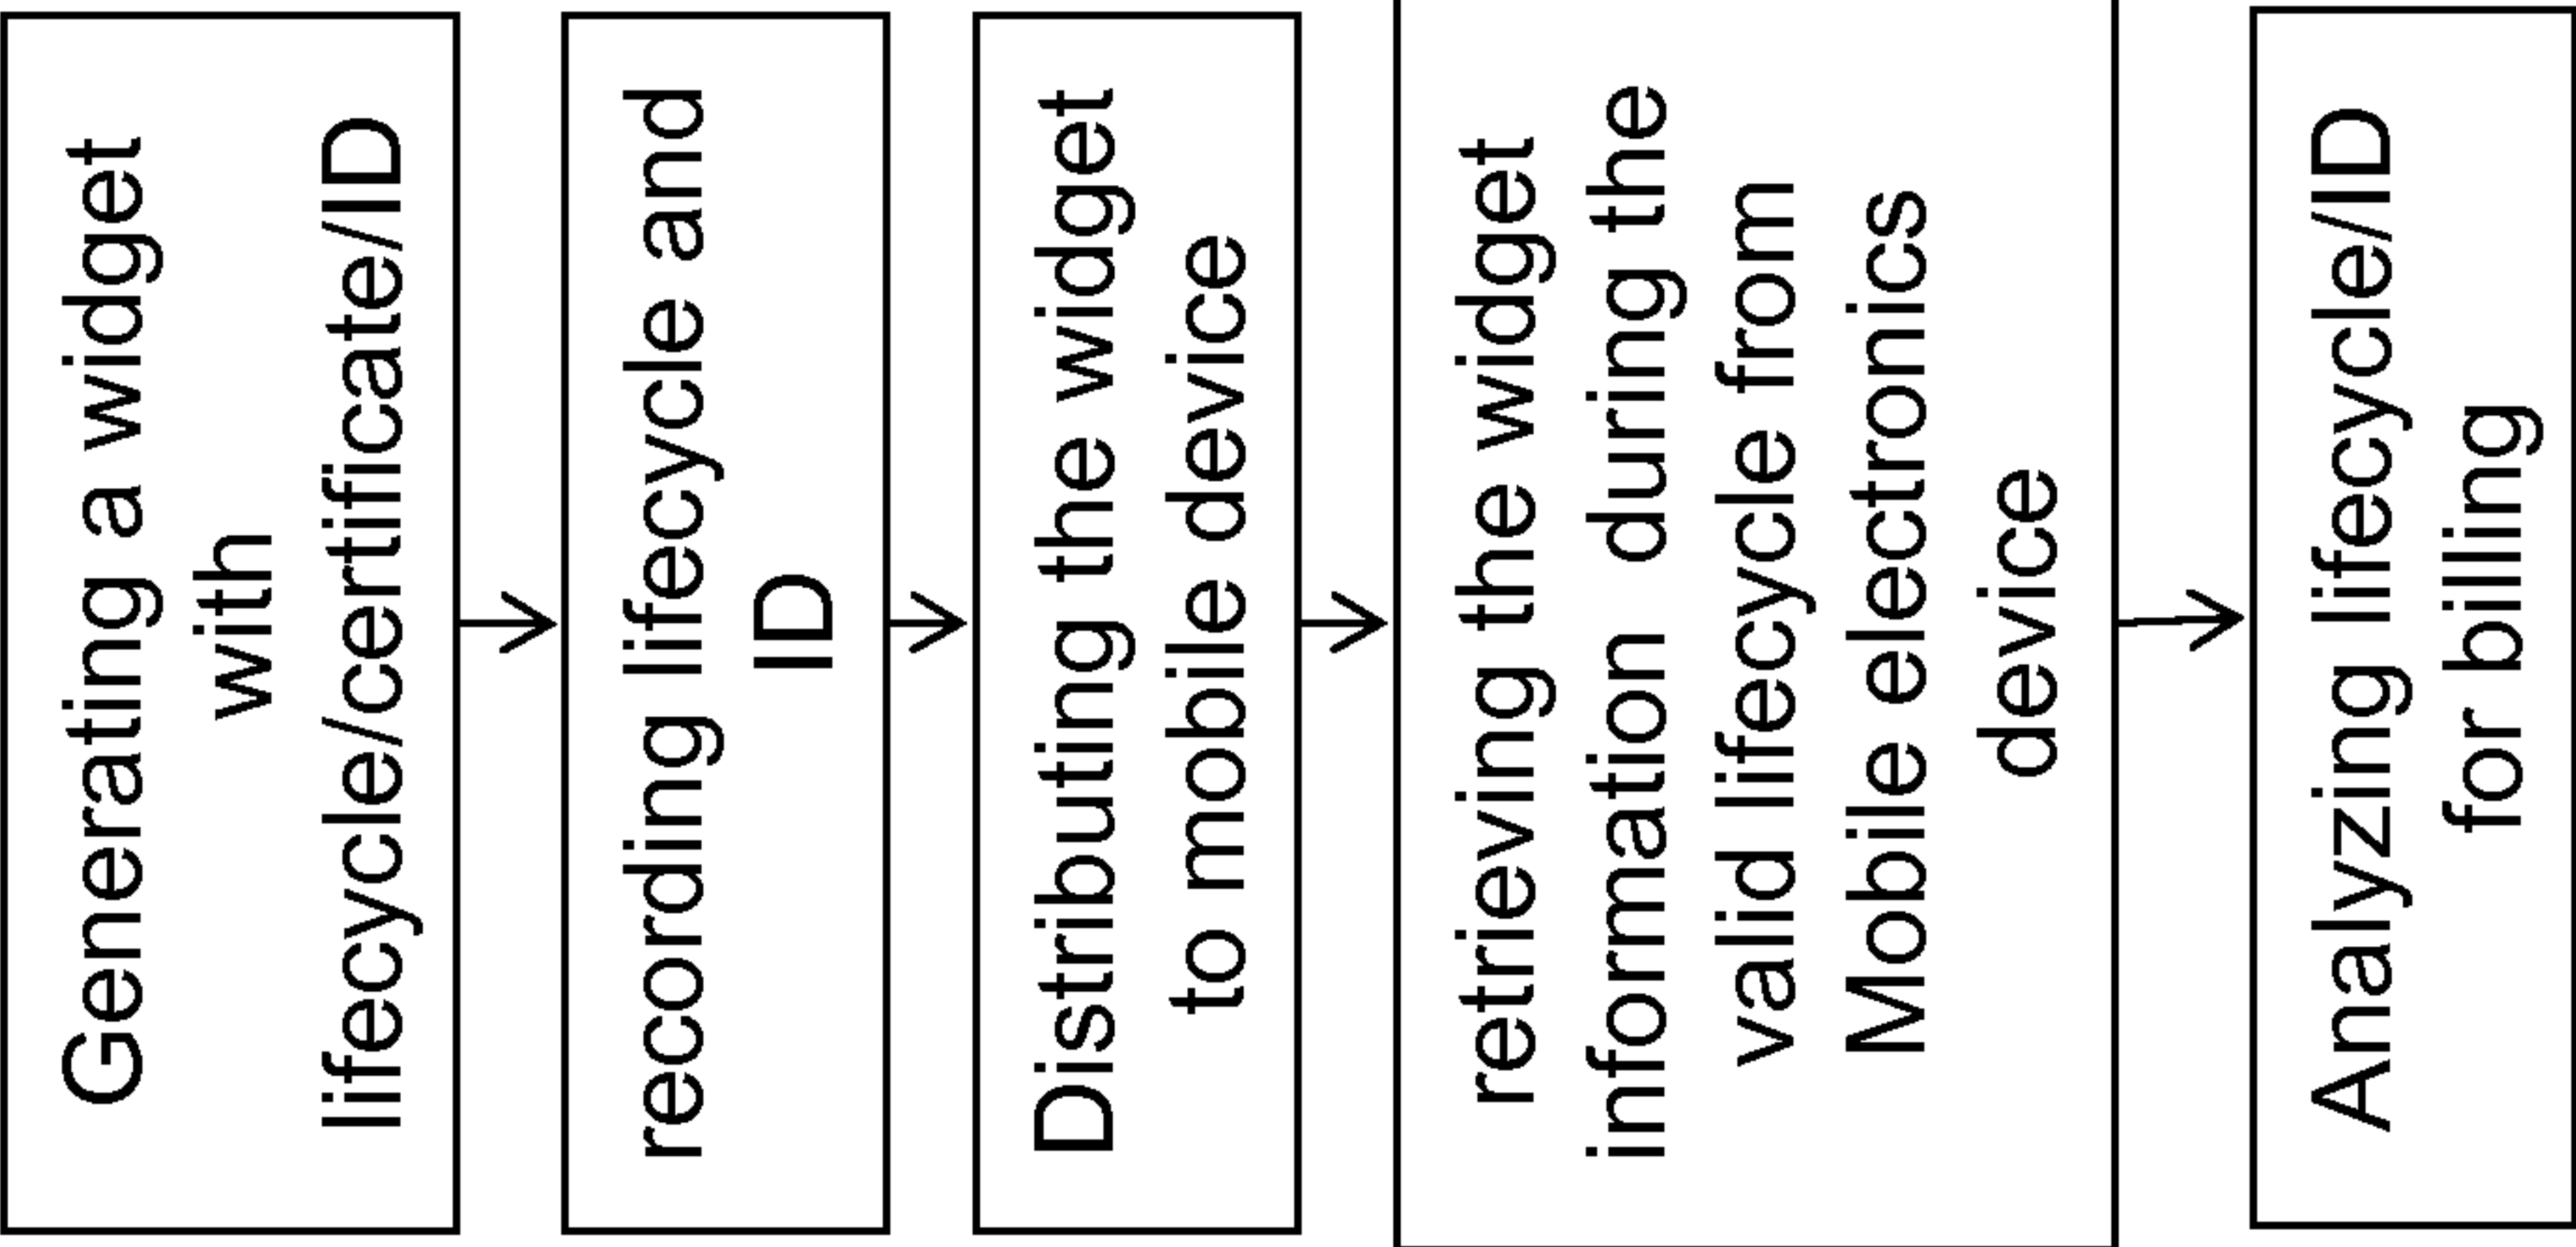 Generating a widget
with
lifecycle/certificate/ID
recording lifecycle and
ID
Distributing the widget
to mobile device
retrieving the widget
information during the
valid lifecycle from
Mobile electronics
device
Analyzing lifecycle/ID
for billing